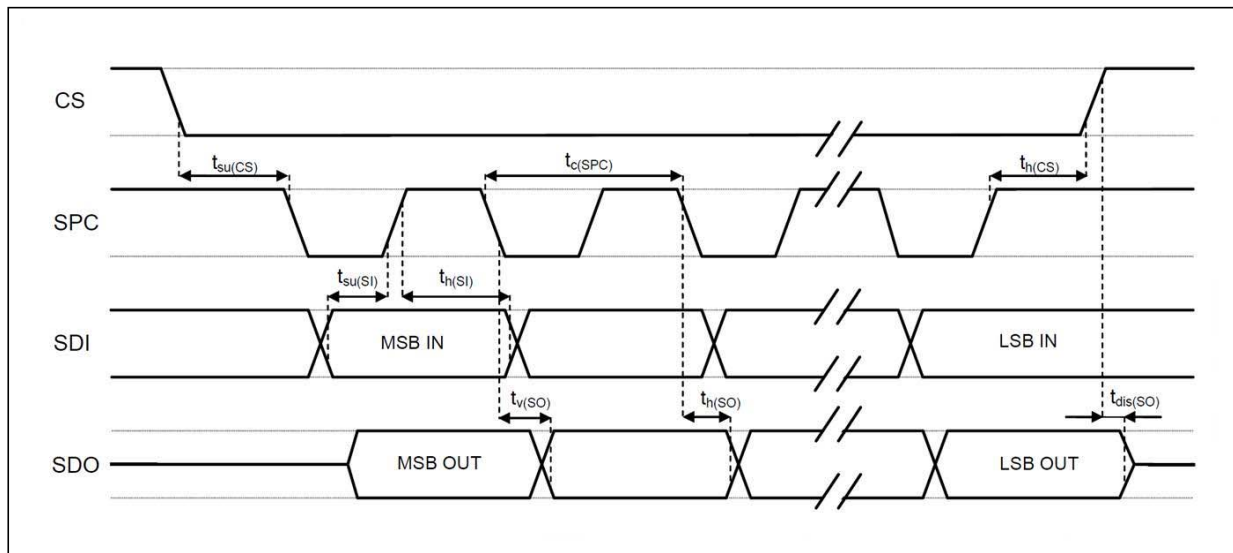 CS
t_su(CS)
t_c(SPC)
t_h(CS)
SPC
t_su(SI)
t_h(SI)
SDI
MSB IN
LSB IN
t_v(SO)
t_h(SO)
t_dis(SO)
SDO
MSB OUT
LSB OUT